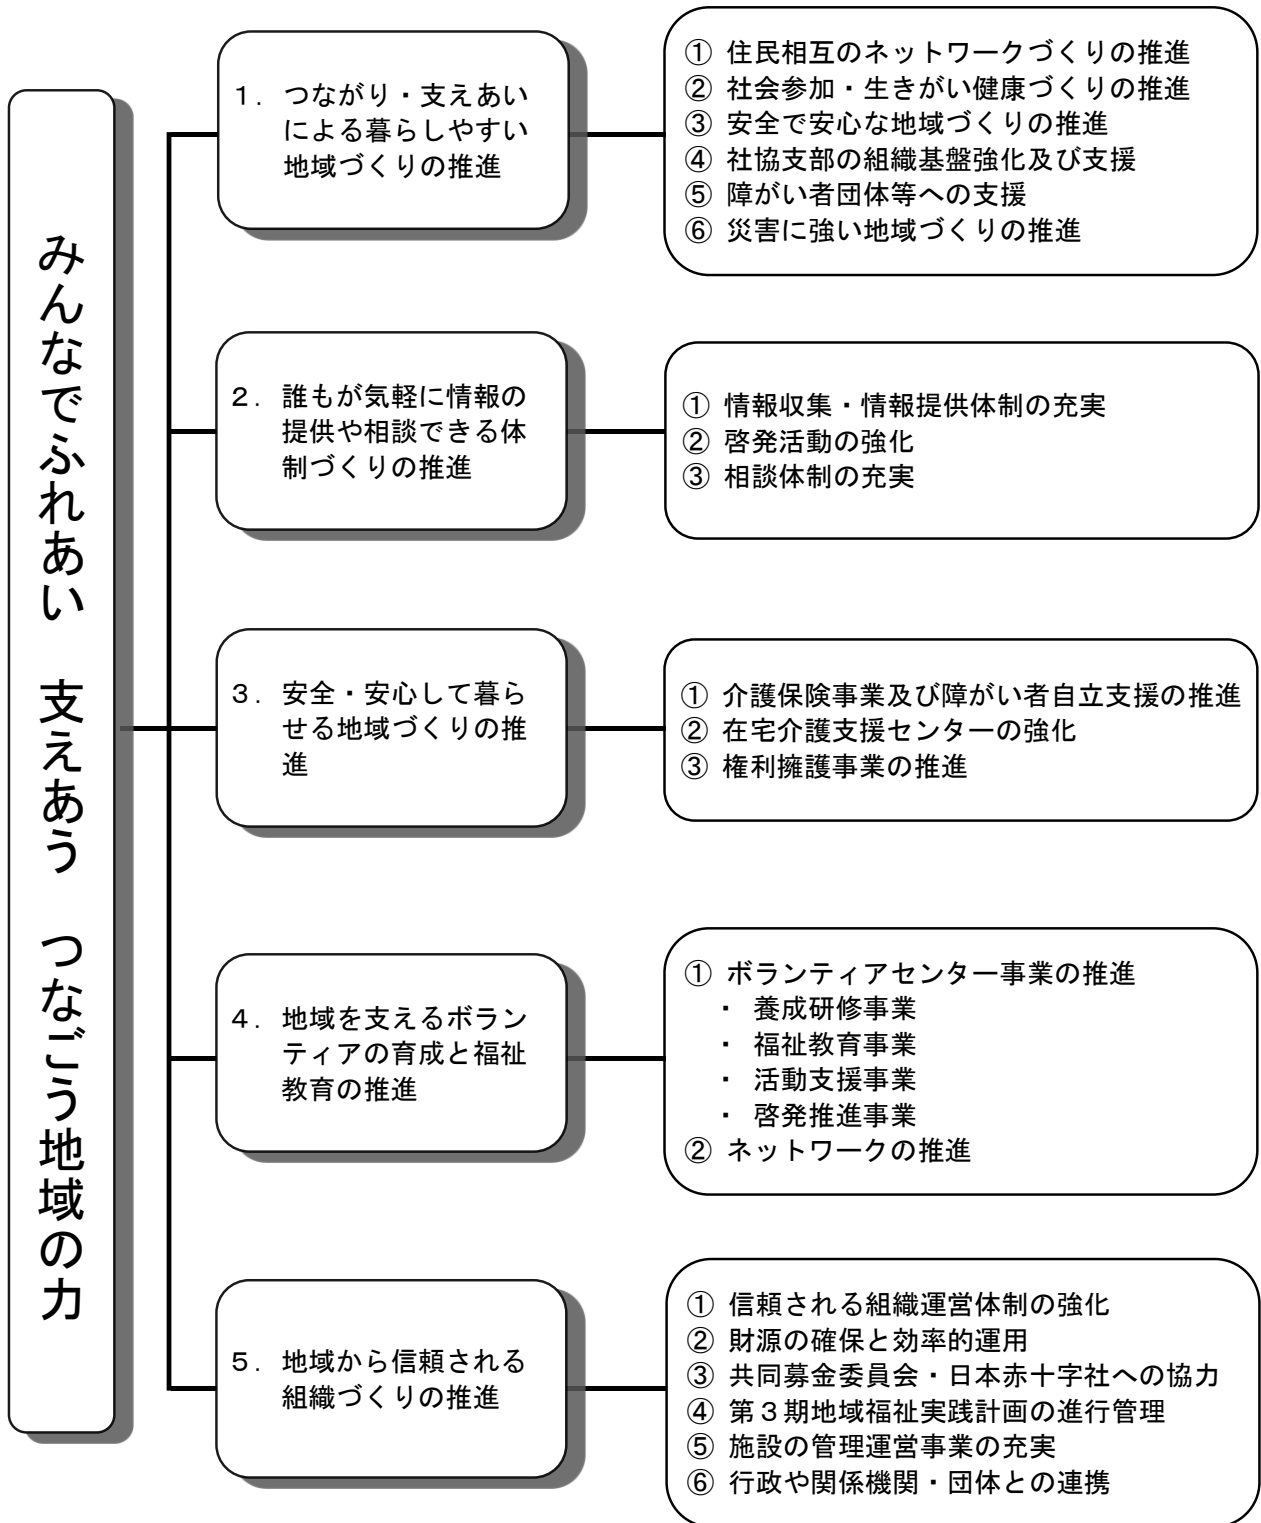 みんなでふれあい　支えあう　つなごう地域の力
１．つながり・支えあい
による暮らしやすい
地域づくりの推進
① 住民相互のネットワークづくりの推進
② 社会参加・生きがい健康づくりの推進
③ 安全で安心な地域づくりの推進
④ 社協支部の組織基盤強化及び支援
⑤ 障がい者団体等への支援
⑥ 災害に強い地域づくりの推進
２．誰もが気軽に情報の
提供や相談できる体
制づくりの推進
① 情報収集・情報提供体制の充実
② 啓発活動の強化
③ 相談体制の充実
３．安全・安心して暮ら
せる地域づくりの推
進
① 介護保険事業及び障がい者自立支援の推進
② 在宅介護支援センターの強化
③ 権利擁護事業の推進
４．地域を支えるボラン
ティアの育成と福祉
教育の推進
① ボランティアセンター事業の推進
・ 養成研修事業
・ 福祉教育事業
・ 活動支援事業
・ 啓発推進事業
② ネットワークの推進
５．地域から信頼される
組織づくりの推進
① 信頼される組織運営体制の強化
② 財源の確保と効率的運用
③ 共同募金委員会・日本赤十字社への協力
④ 第３期地域福祉実践計画の進行管理
⑤ 施設の管理運営事業の充実
⑥ 行政や関係機関・団体との連携